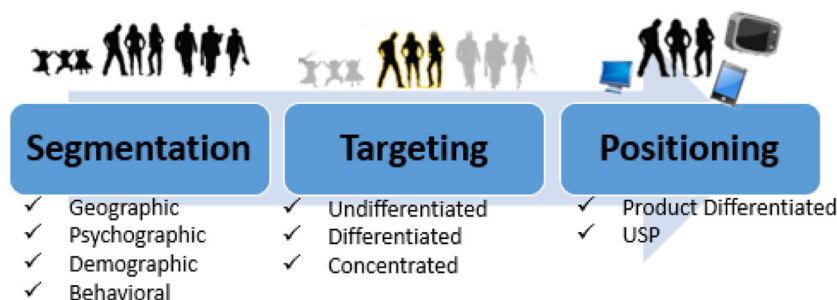 Segmentation
Targeting
Positioning
✓ Geographic
✓ Psychographic
✓ Demographic
✓ Behavioral
✓ Undifferentiated
✓ Differentiated
✓ Concentrated
✓ Product Differentiated
✓ USP